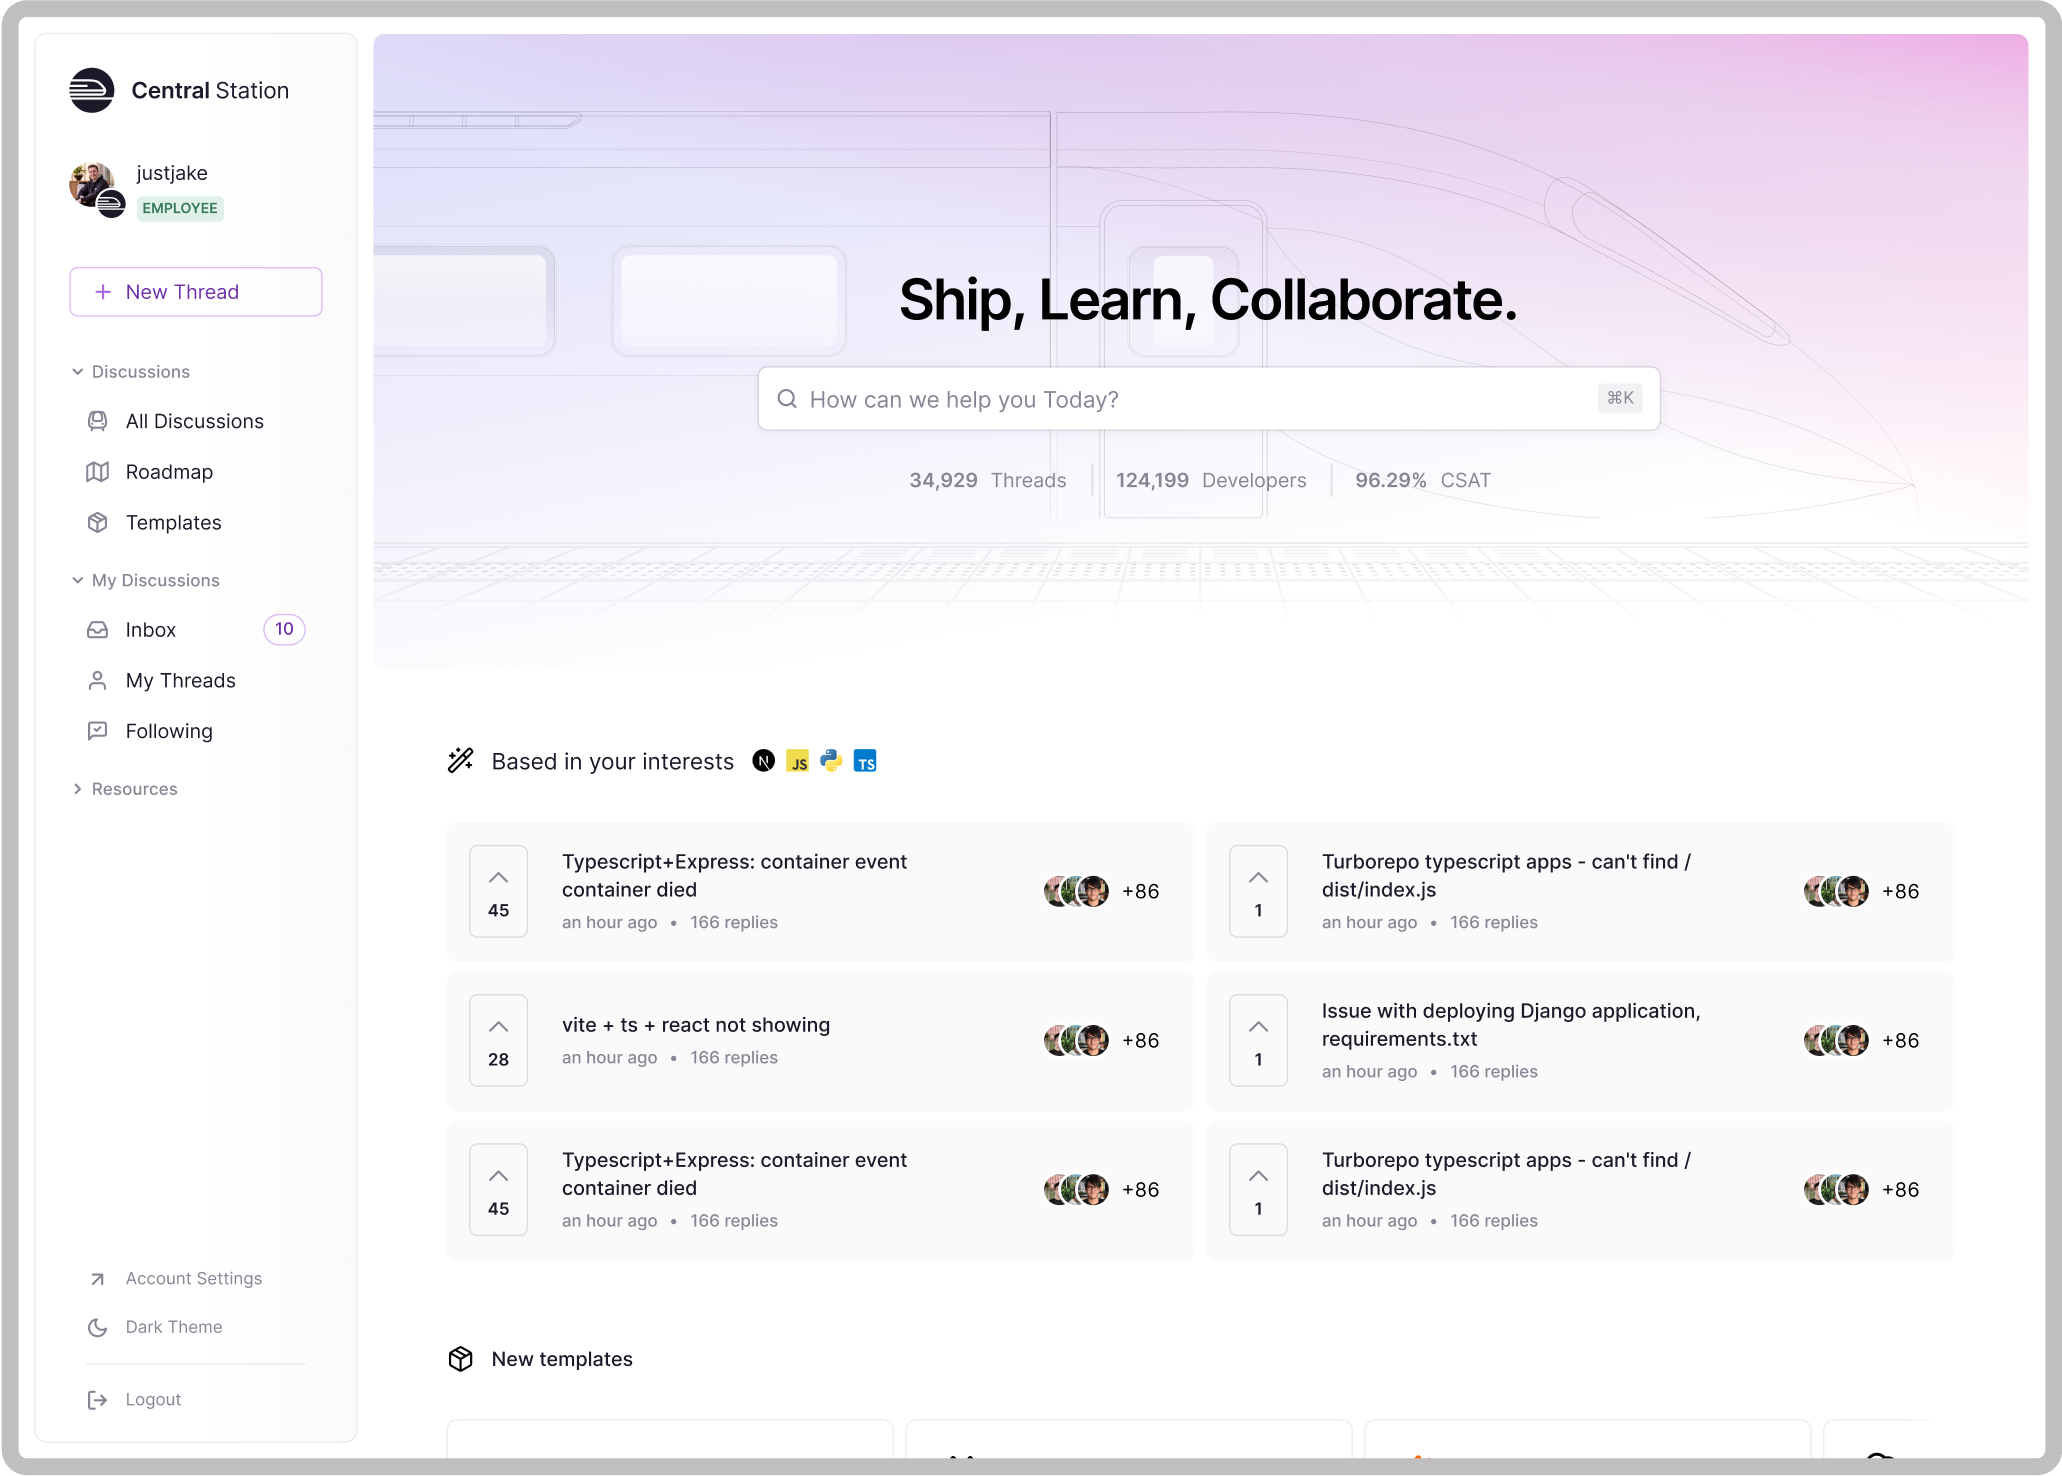 Central Station
justjake
EMPLOYEE
New Thread
Discussions
All Discussions
Roadmap
Templates
My Discussions
Inbox
10
My Threads
Following
Resources
Account Settings
Dark Theme
Logout
Ship, Learn, Collaborate.
How can we help you Today?
⌘K
34,929 Threads
124,199 Developers
96.29% CSAT
Based in your interests
N
JS
TS
45
Typescript+Express: container event
container died
an hour ago • 166 replies
+86
1
Turborepo typescript apps - can't find /
dist/index.js
an hour ago • 166 replies
+86
28
vite + ts + react not showing
an hour ago • 166 replies
+86
1
Issue with deploying Django application,
requirements.txt
an hour ago • 166 replies
+86
45
Typescript+Express: container event
container died
an hour ago • 166 replies
+86
1
Turborepo typescript apps - can't find /
dist/index.js
an hour ago • 166 replies
+86
New templates